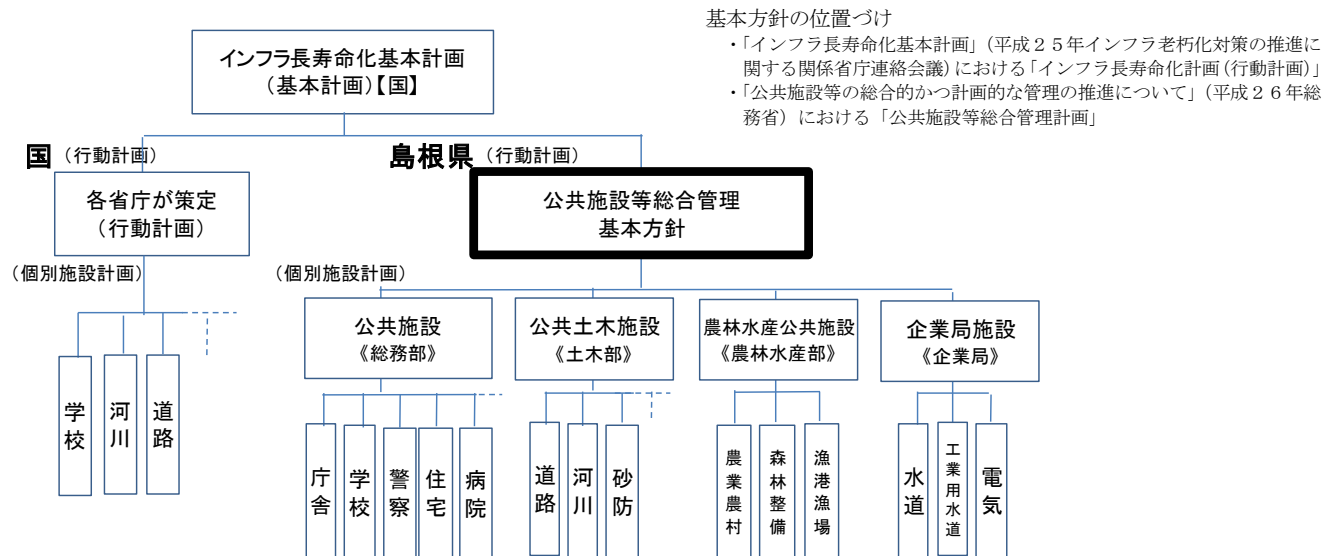 基本方針の位置づけ
・「インフラ長寿命化基本計画」（平成２５年インフラ老朽化対策の推進に
関する関係省庁連絡会議）における「インフラ長寿命化計画（行動計画）」
・「公共施設等の総合的かつ計画的な管理の推進について」（平成２６年総
務省）における「公共施設等総合管理計画」
インフラ長寿命化基本計画
（基本計画）【国】
国（行動計画）
島根県（行動計画）
各省庁が策定
（行動計画）
公共施設等総合管理
基本方針
（個別施設計画）
（個別施設計画）
学校
河川
道路
公共施設
《総務部》
公共土木施設
《土木部》
農林水産公共施設
《農林水産部》
企業局施設
《企業局》
庁舎
学校
警察
住宅
病院
道路
河川
砂防
農業農村
森林整備
漁港漁場
水道
工業用水道
電気